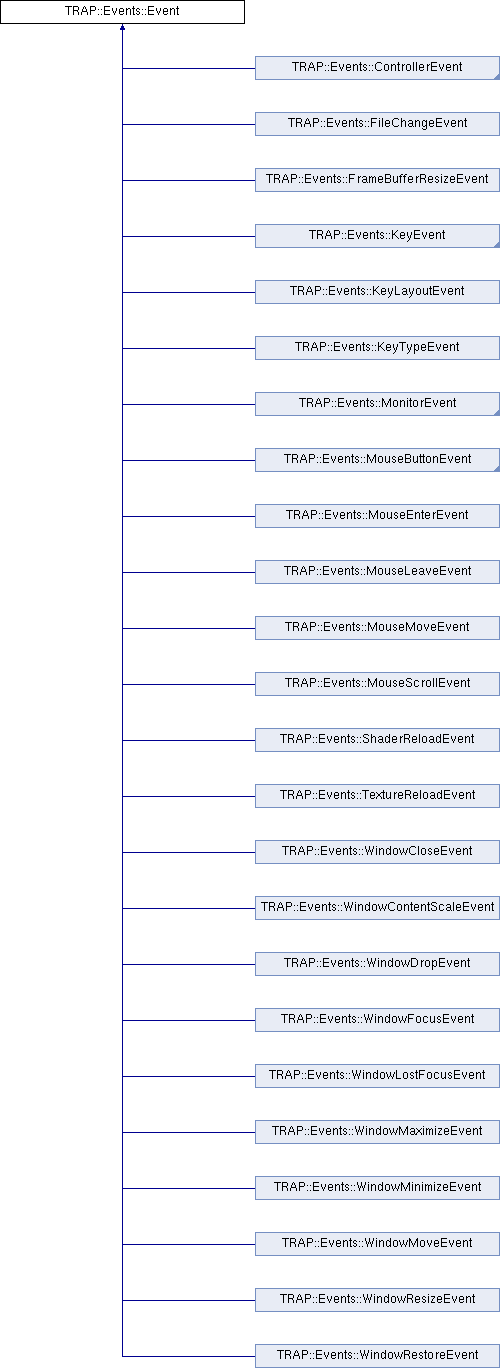 TRAP::Events::Event
TRAP::Events::ControllerEvent
TRAP::Events::FileChangeEvent
TRAP::Events::FrameBufferResizeEvent
TRAP::Events::KeyEvent
TRAP::Events::KeyLayoutEvent
TRAP::Events::KeyTypeEvent
TRAP::Events::MonitorEvent
TRAP::Events::MouseButtonEvent
TRAP::Events::MouseEnterEvent
TRAP::Events::MouseLeaveEvent
TRAP::Events::MouseMoveEvent
TRAP::Events::MouseScrollEvent
TRAP::Events::ShaderReloadEvent
TRAP::Events::TextureReloadEvent
TRAP::Events::WindowCloseEvent
TRAP::Events::WindowContentScaleEvent
TRAP::Events::WindowDropEvent
TRAP::Events::WindowFocusEvent
TRAP::Events::WindowLostFocusEvent
TRAP::Events::WindowMaximizeEvent
TRAP::Events::WindowMinimizeEvent
TRAP::Events::WindowMoveEvent
TRAP::Events::WindowResizeEvent
TRAP::Events::WindowRestoreEvent